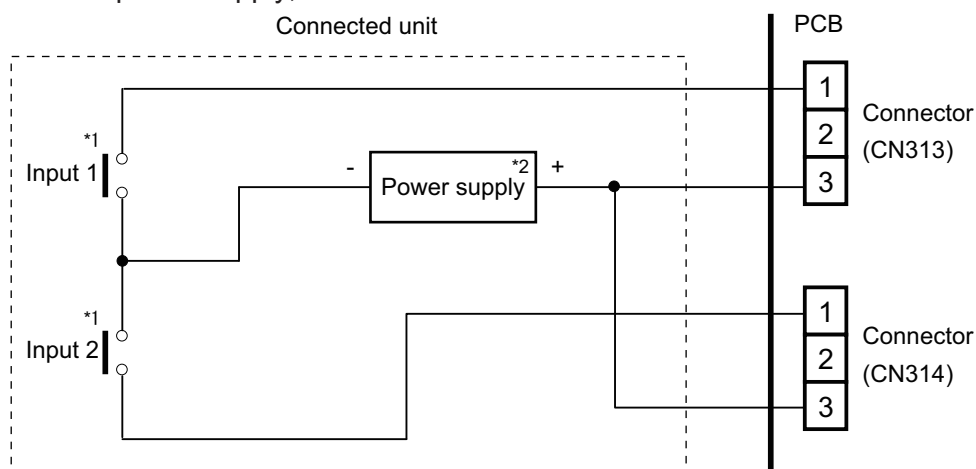 Connected unit
PCB
1
2
3
Connector
(CN313)
*1
Input 1
-
Power supply
*2
+
*1
Input 2
1
2
3
Connector
(CN314)